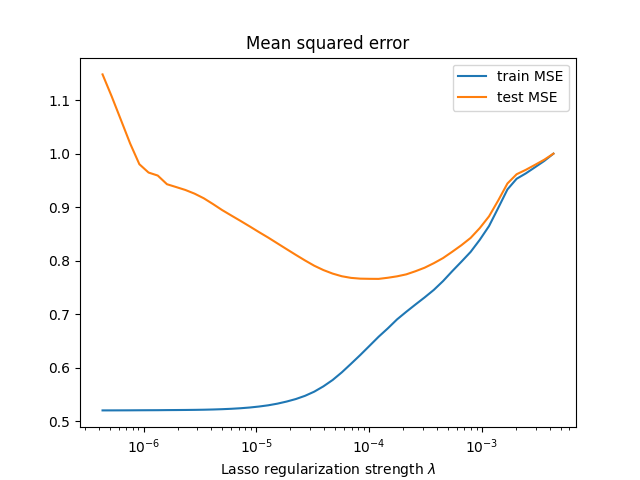 Mean squared error
train MSE
test MSE
1.1
1.0
0.9
0.8
0.7
0.6
0.5
10⁻⁶ 10⁻⁵ 10⁻⁴ 10⁻³
Lasso regularization strength λ